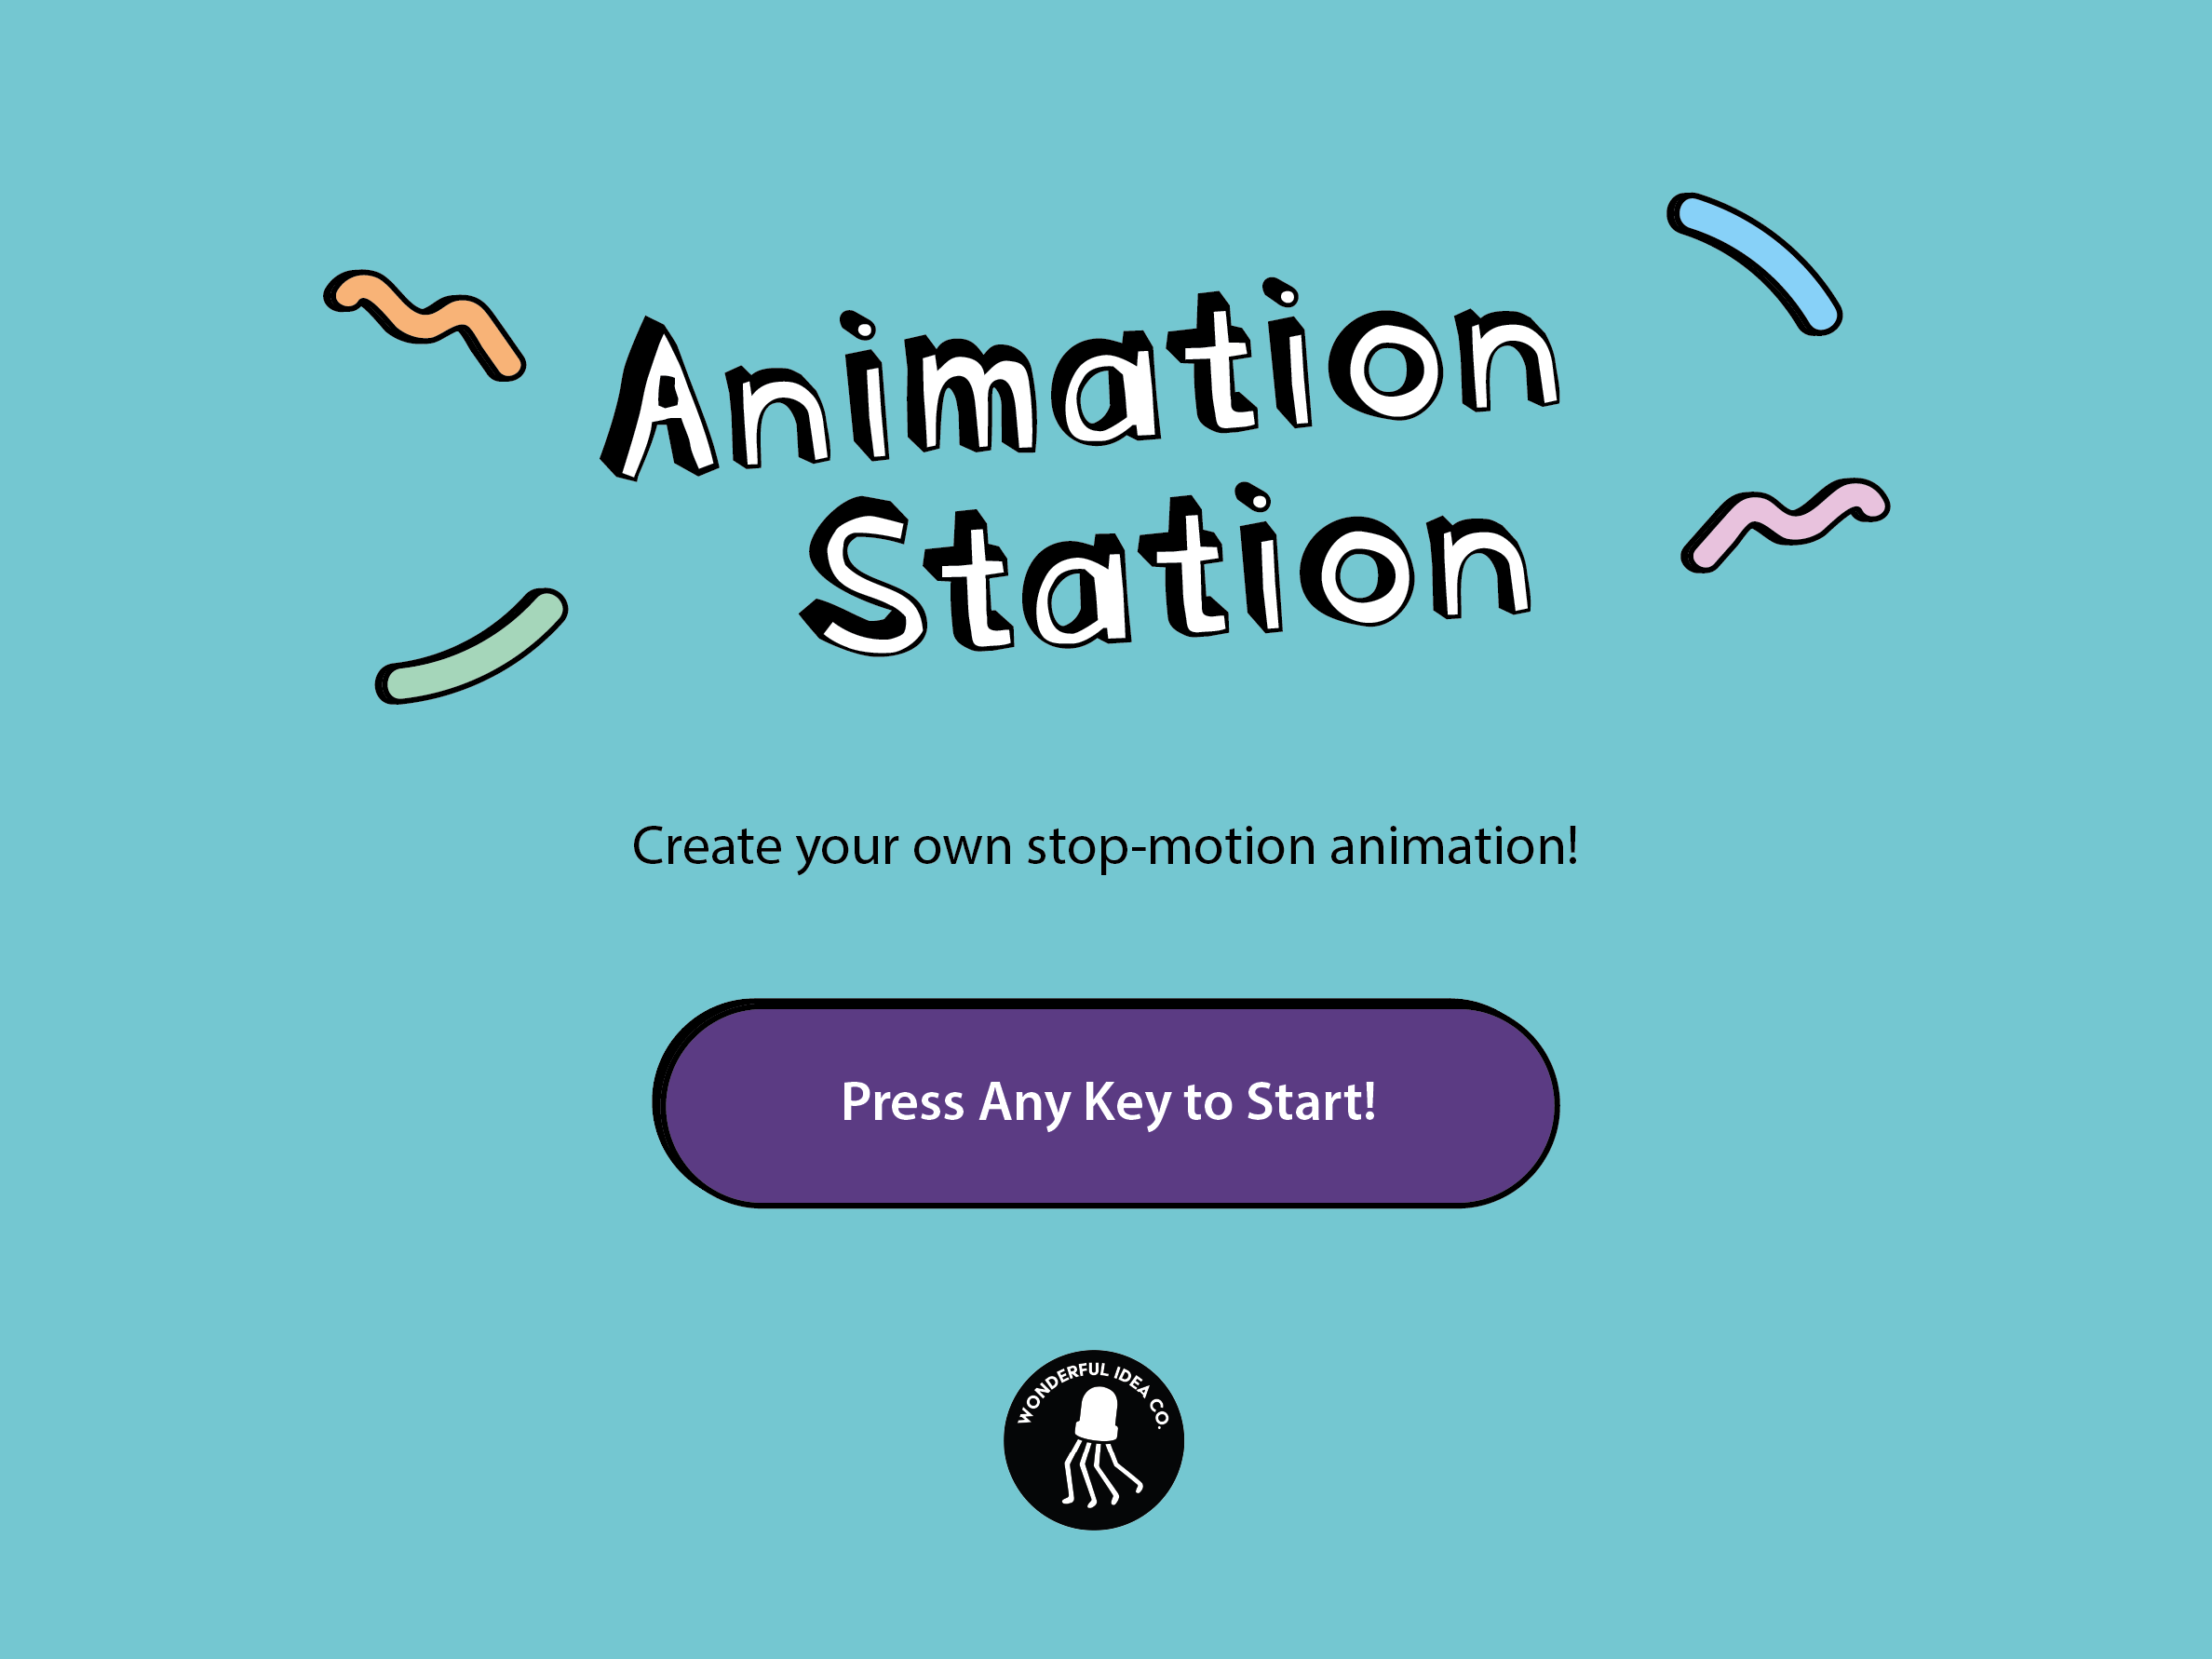 Animation
Station
Create your own stop-motion animation!
Press Any Key to Start!
WONDERFUL IDEA CO.